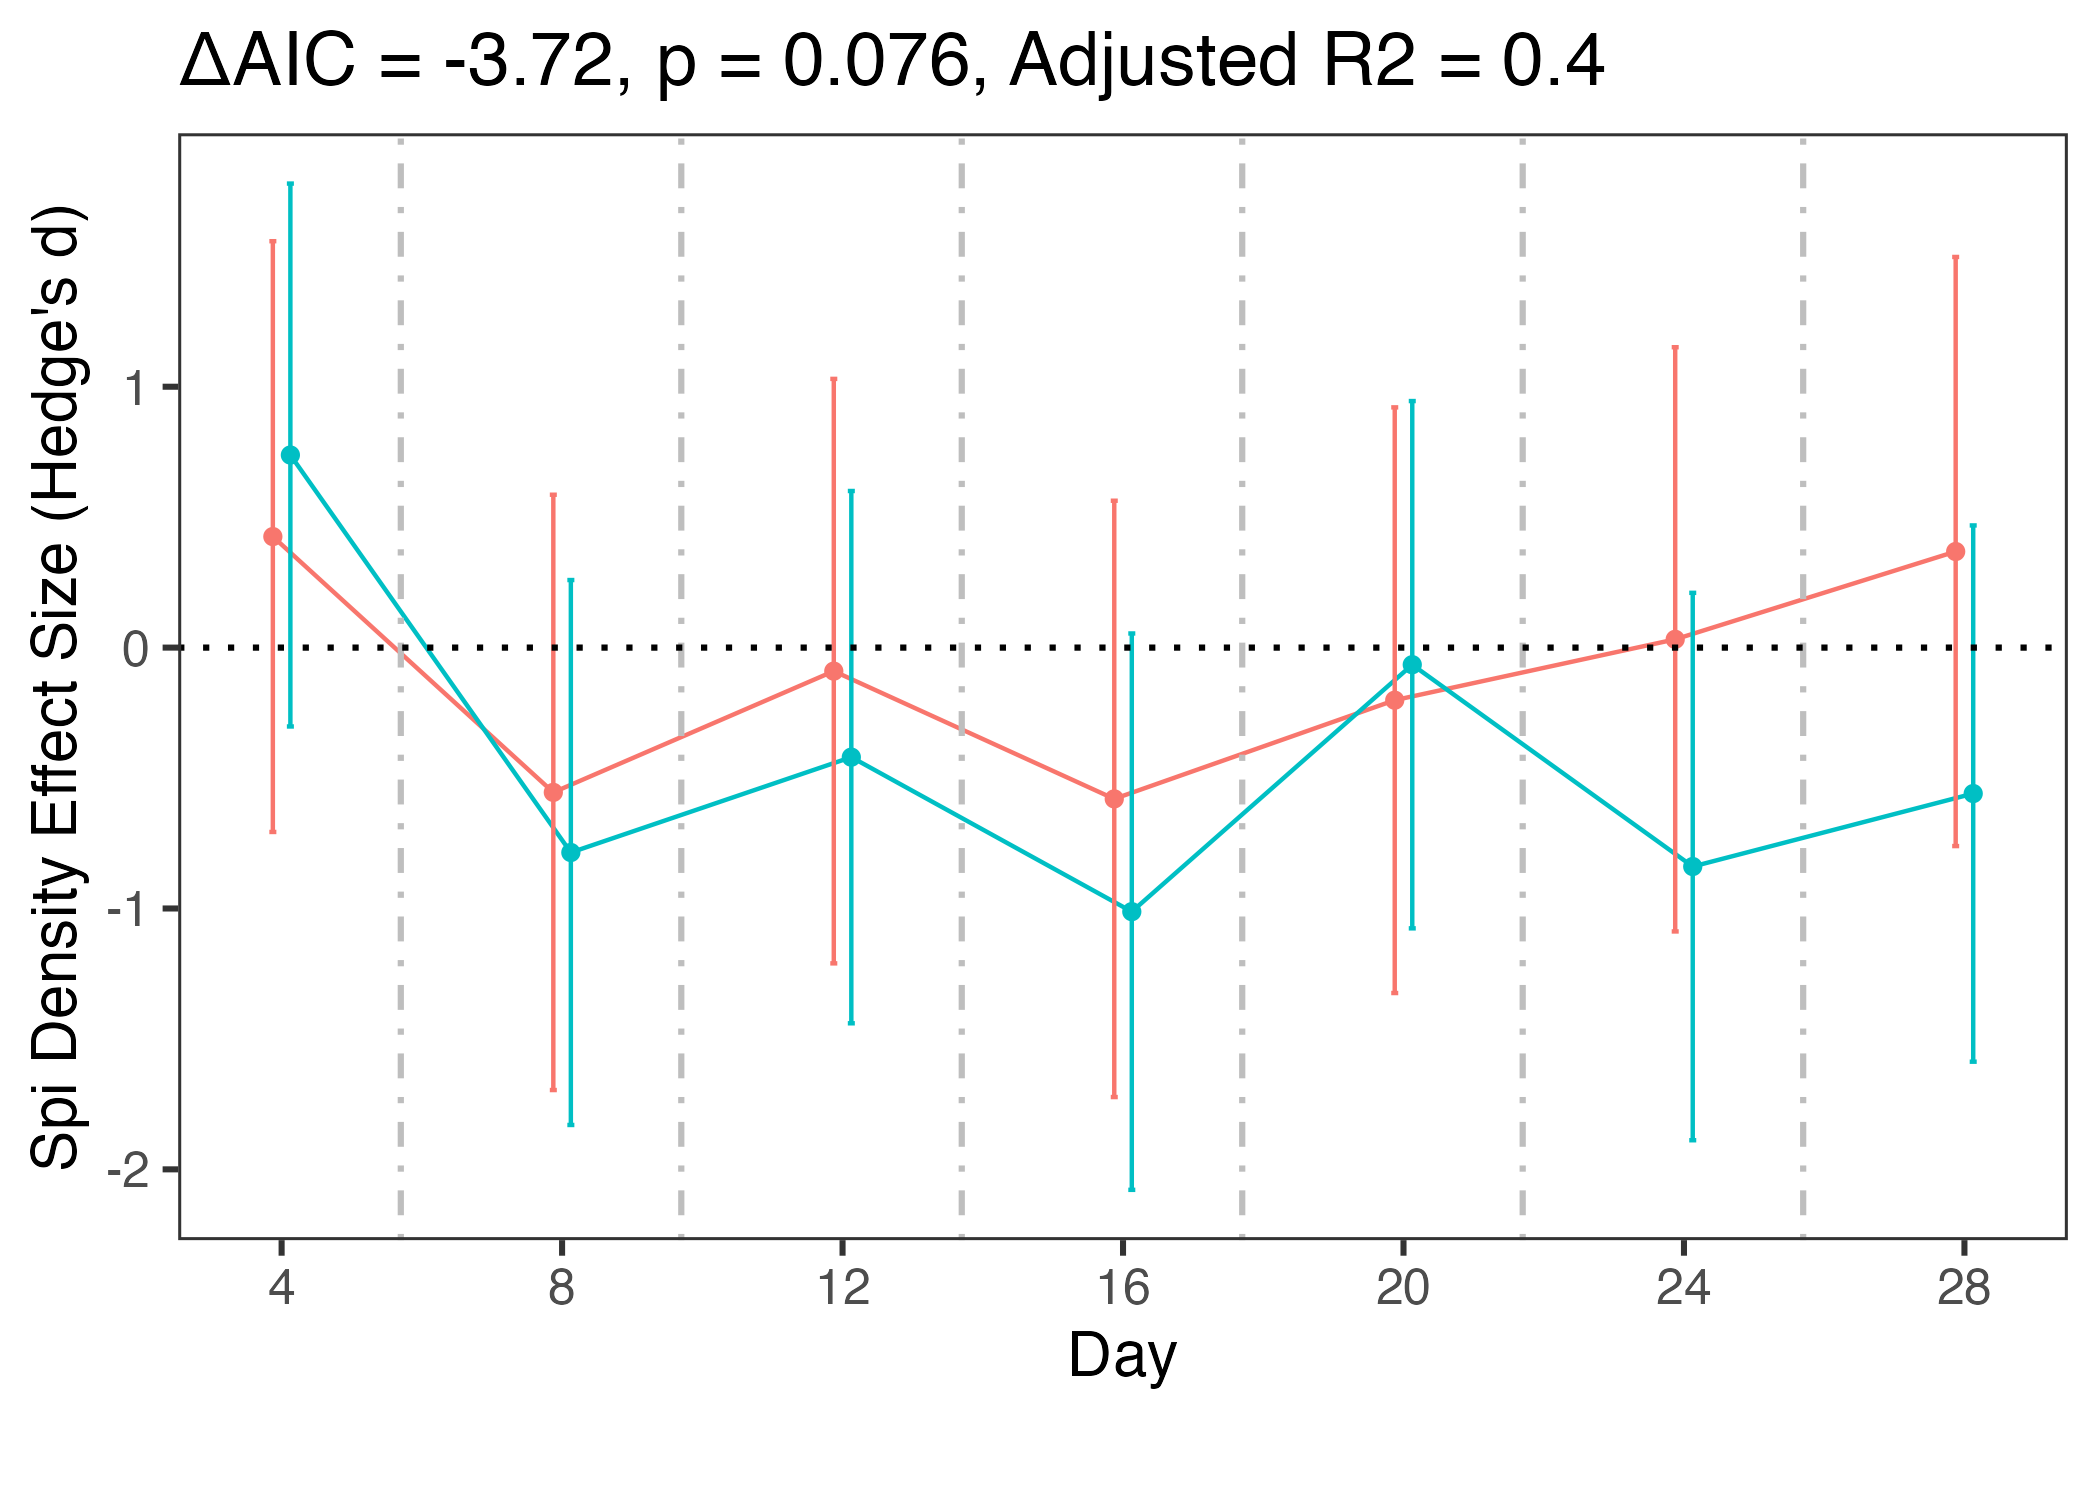 ΔAIC = -3.72, p = 0.076, Adjusted R2 = 0.4
Spi Density Effect Size (Hedge's d)
1
0
-1
-2
4 8 12 16 20 24 28
Day